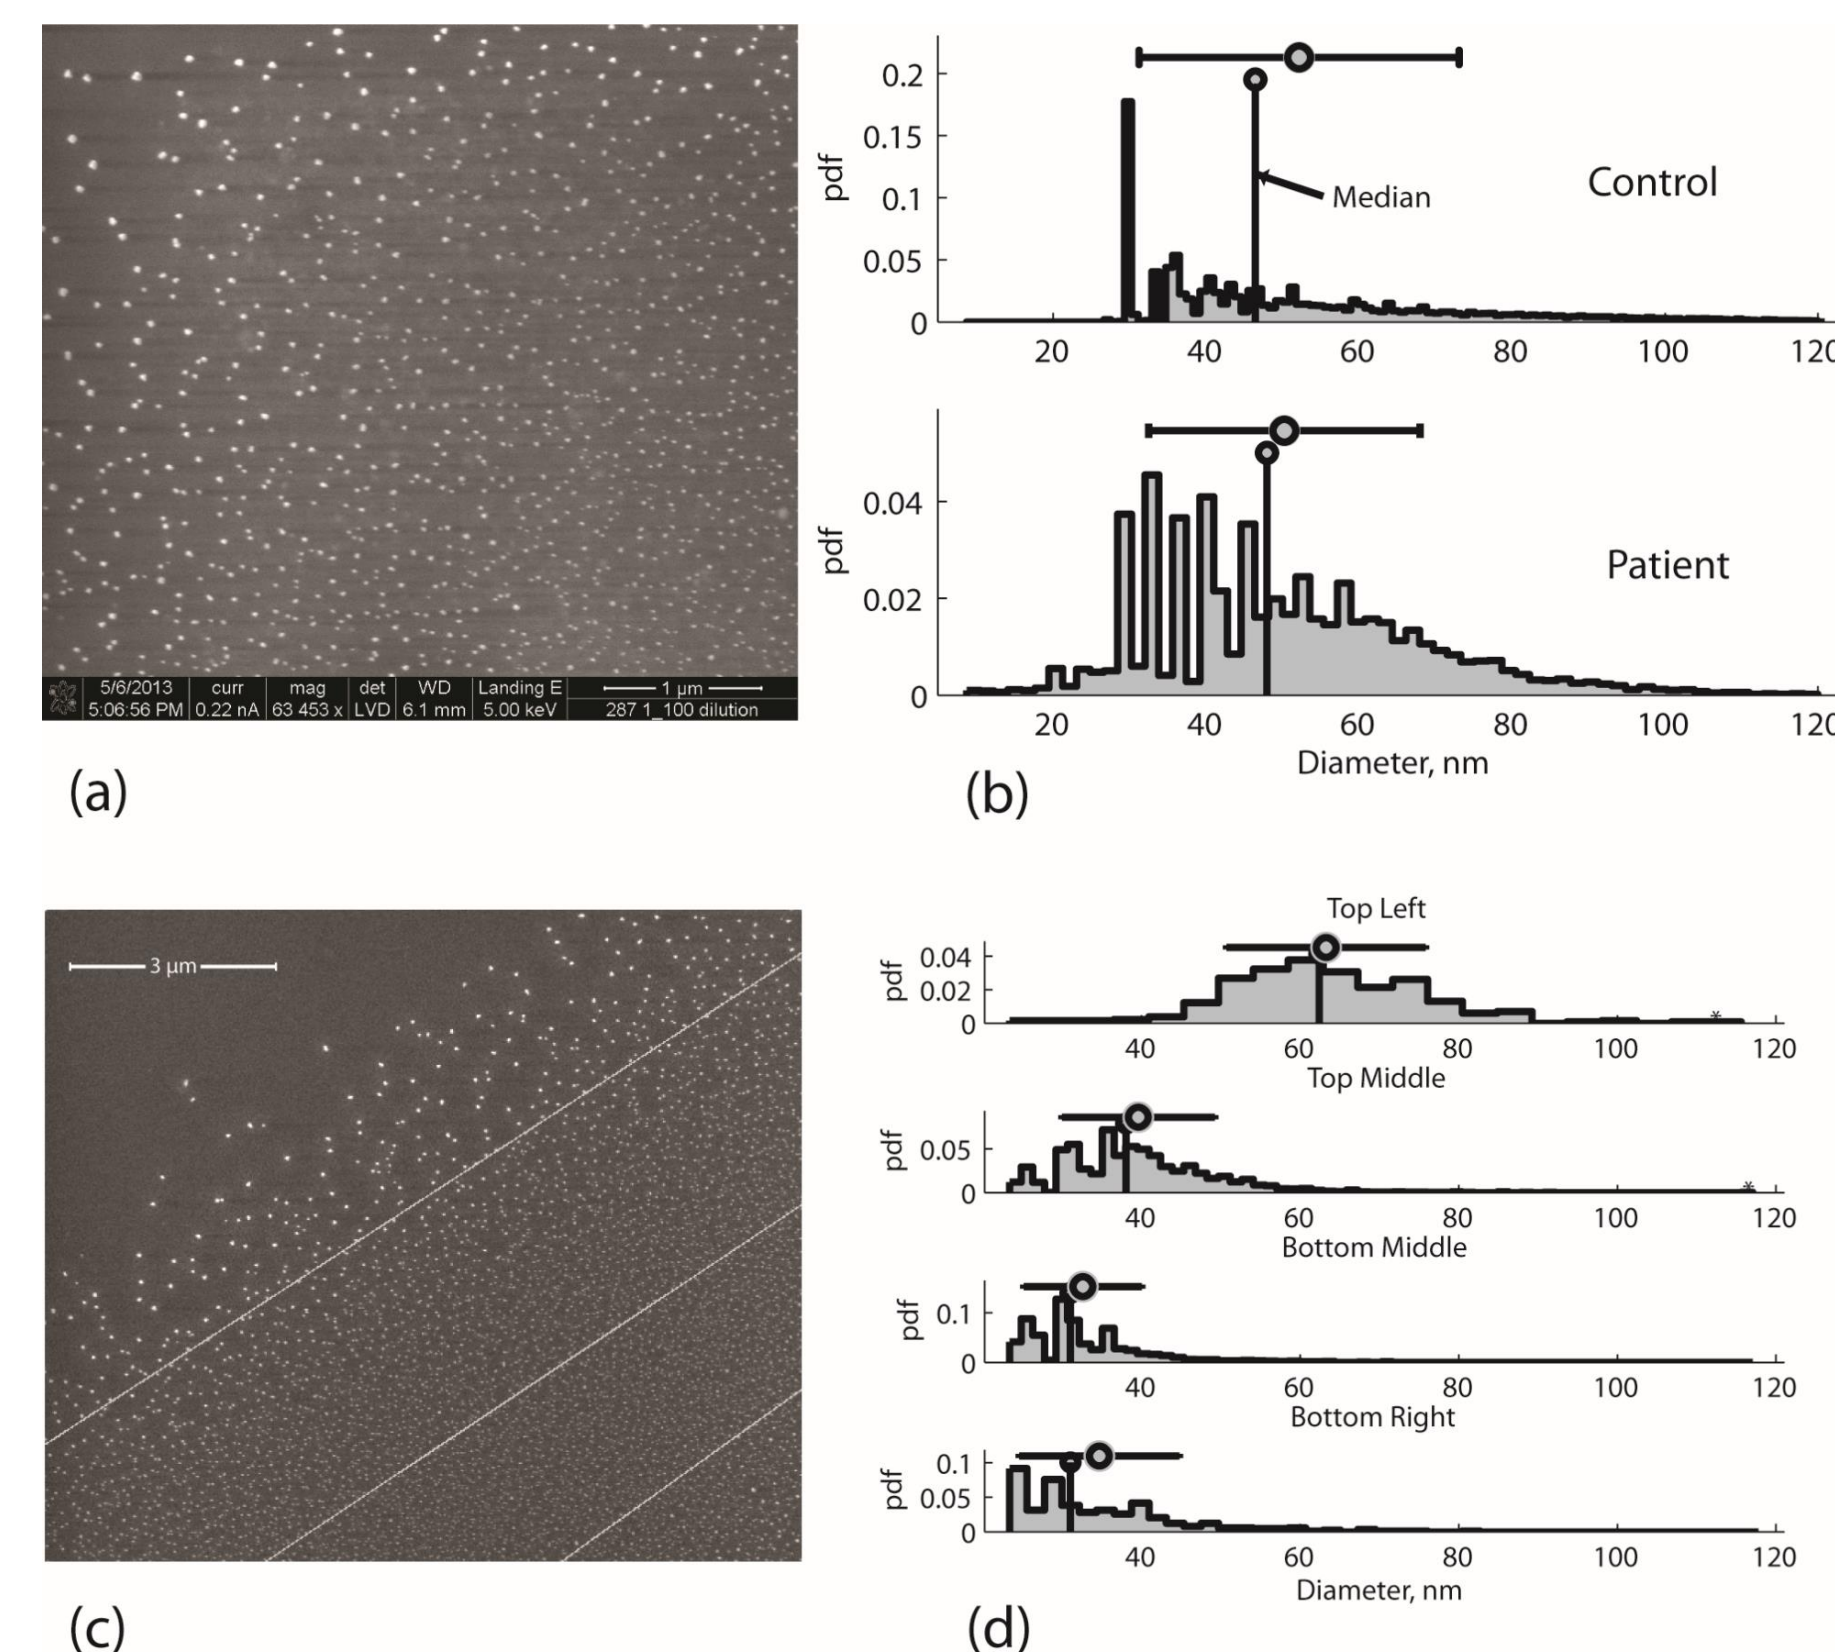 5/6/2013 curr mag det WD Landing E 1 µm
5:06:56 PM 0.22 nA 63 453 x LVD 6.1 mm 5.00 keV 287 1_100 dilution
(a)
0.2
0.15
0.1
0.05
0
pdf
Median
Control
20 40 60 80 100 120
0.04
0.02
0
pdf
Patient
20 40 60 80 100 120
Diameter, nm
(b)
3 µm
(c)
Top Left
0.04
0.02
0
pdf
*
40 60 80 100 120
Top Middle
0.05
0
pdf
*
40 60 80 100 120
Bottom Middle
0.1
0
pdf
40 60 80 100 120
Bottom Right
0.1
0.05
0
pdf
40 60 80 100 120
Diameter, nm
(d)